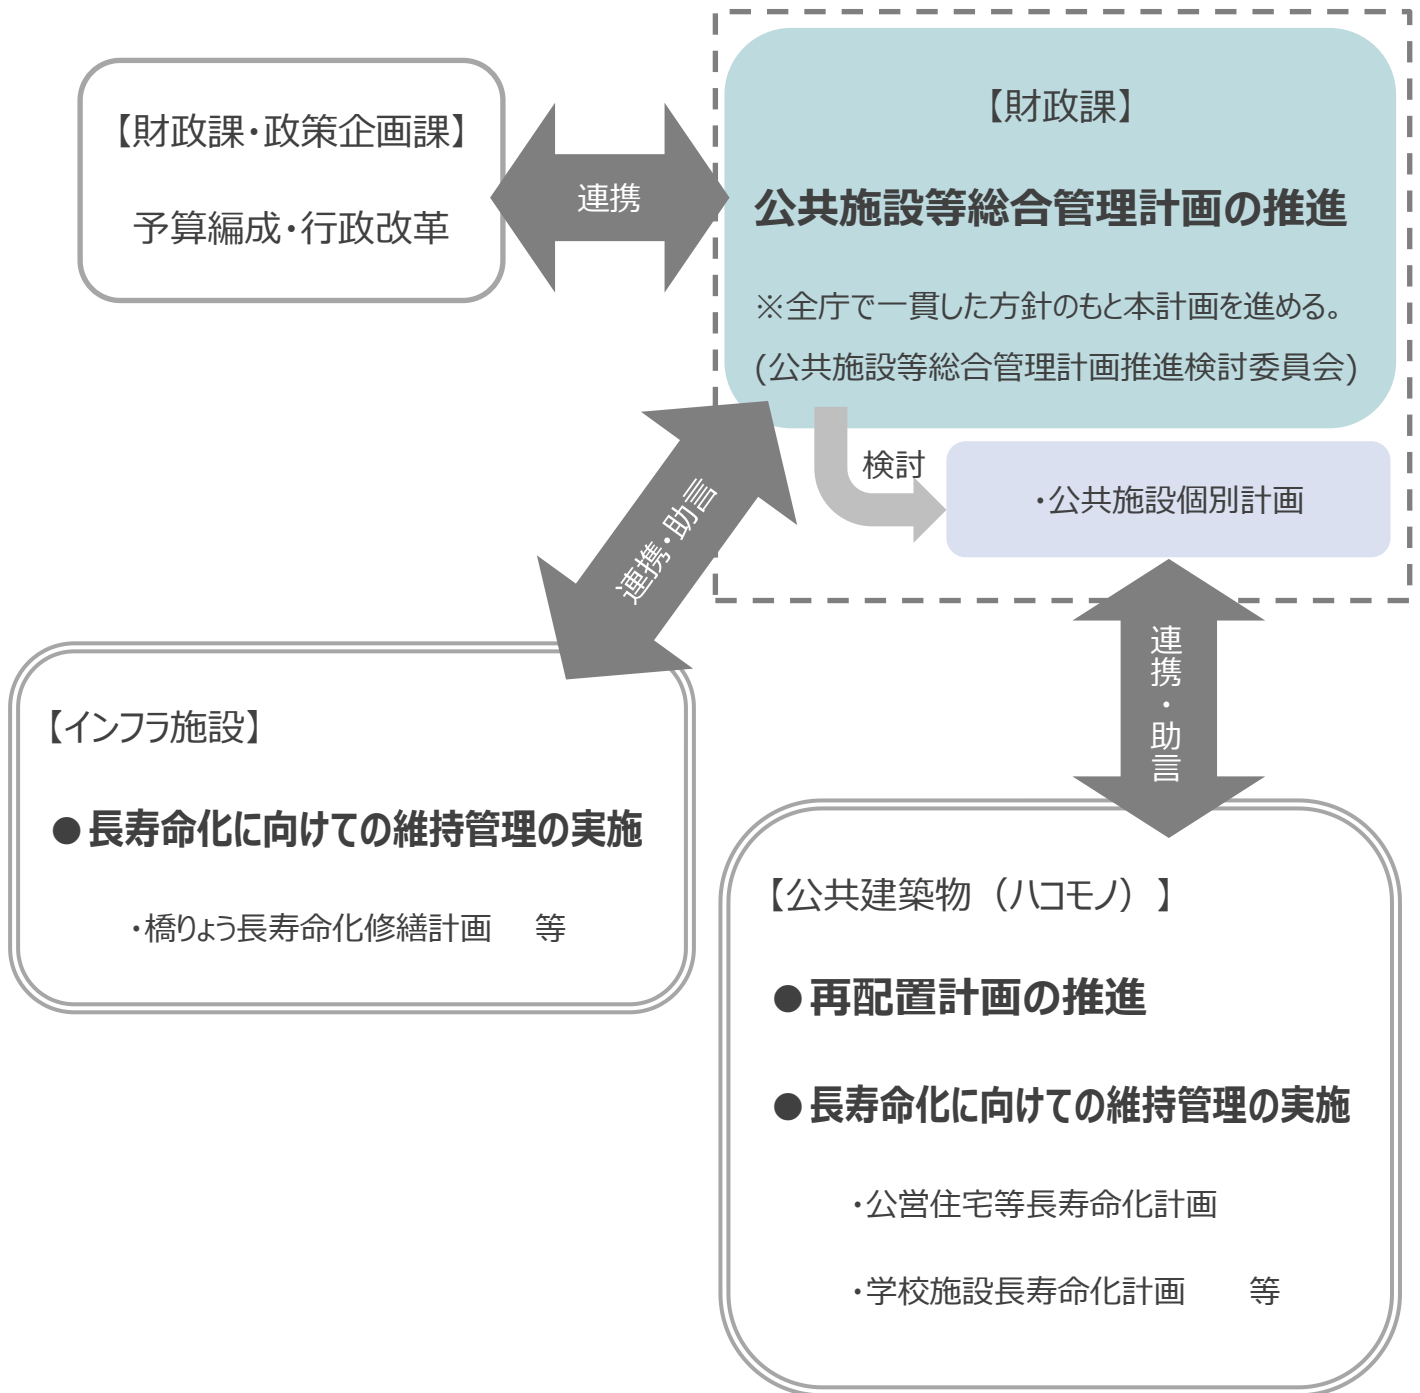 【財政課・政策企画課】
予算編成・行政改革
連携
【財政課】
公共施設等総合管理計画の推進
※全庁で一貫した方針のもと本計画を進める。
(公共施設等総合管理計画推進検討委員会)
検討
・公共施設個別計画
連携・助言
連携・助言
【インフラ施設】
●長寿命化に向けての維持管理の実施
・橋りょう長寿命化修繕計画　等
【公共建築物（ハコモノ）】
●再配置計画の推進
●長寿命化に向けての維持管理の実施
・公営住宅等長寿命化計画
・学校施設長寿命化計画　　等